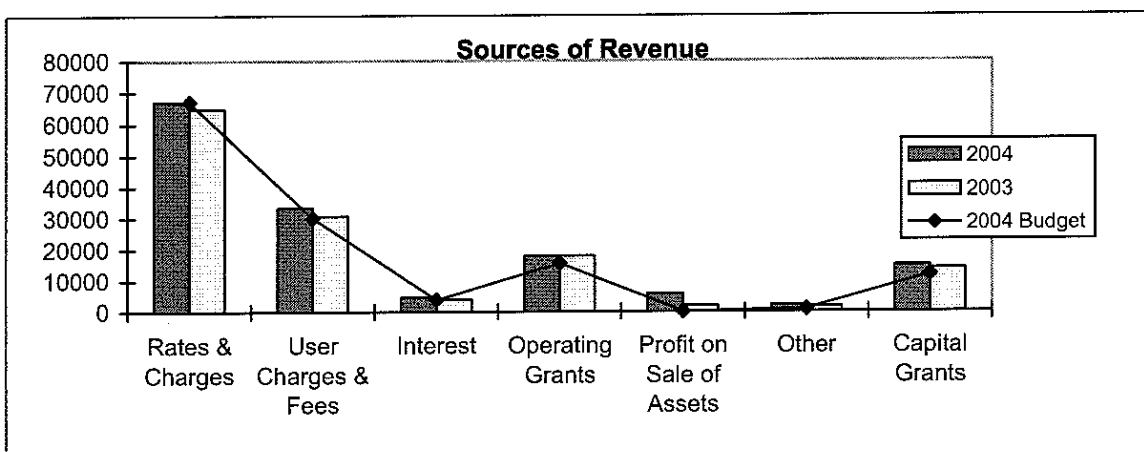 Sources of Revenue
80000
70000
60000
50000
40000
30000
20000
10000
0
Rates &
Charges
User
Charges &
Fees
Interest
Operating
Grants
Profit on
Sale of
Assets
Other
Capital
Grants
2004
2003
2004 Budget